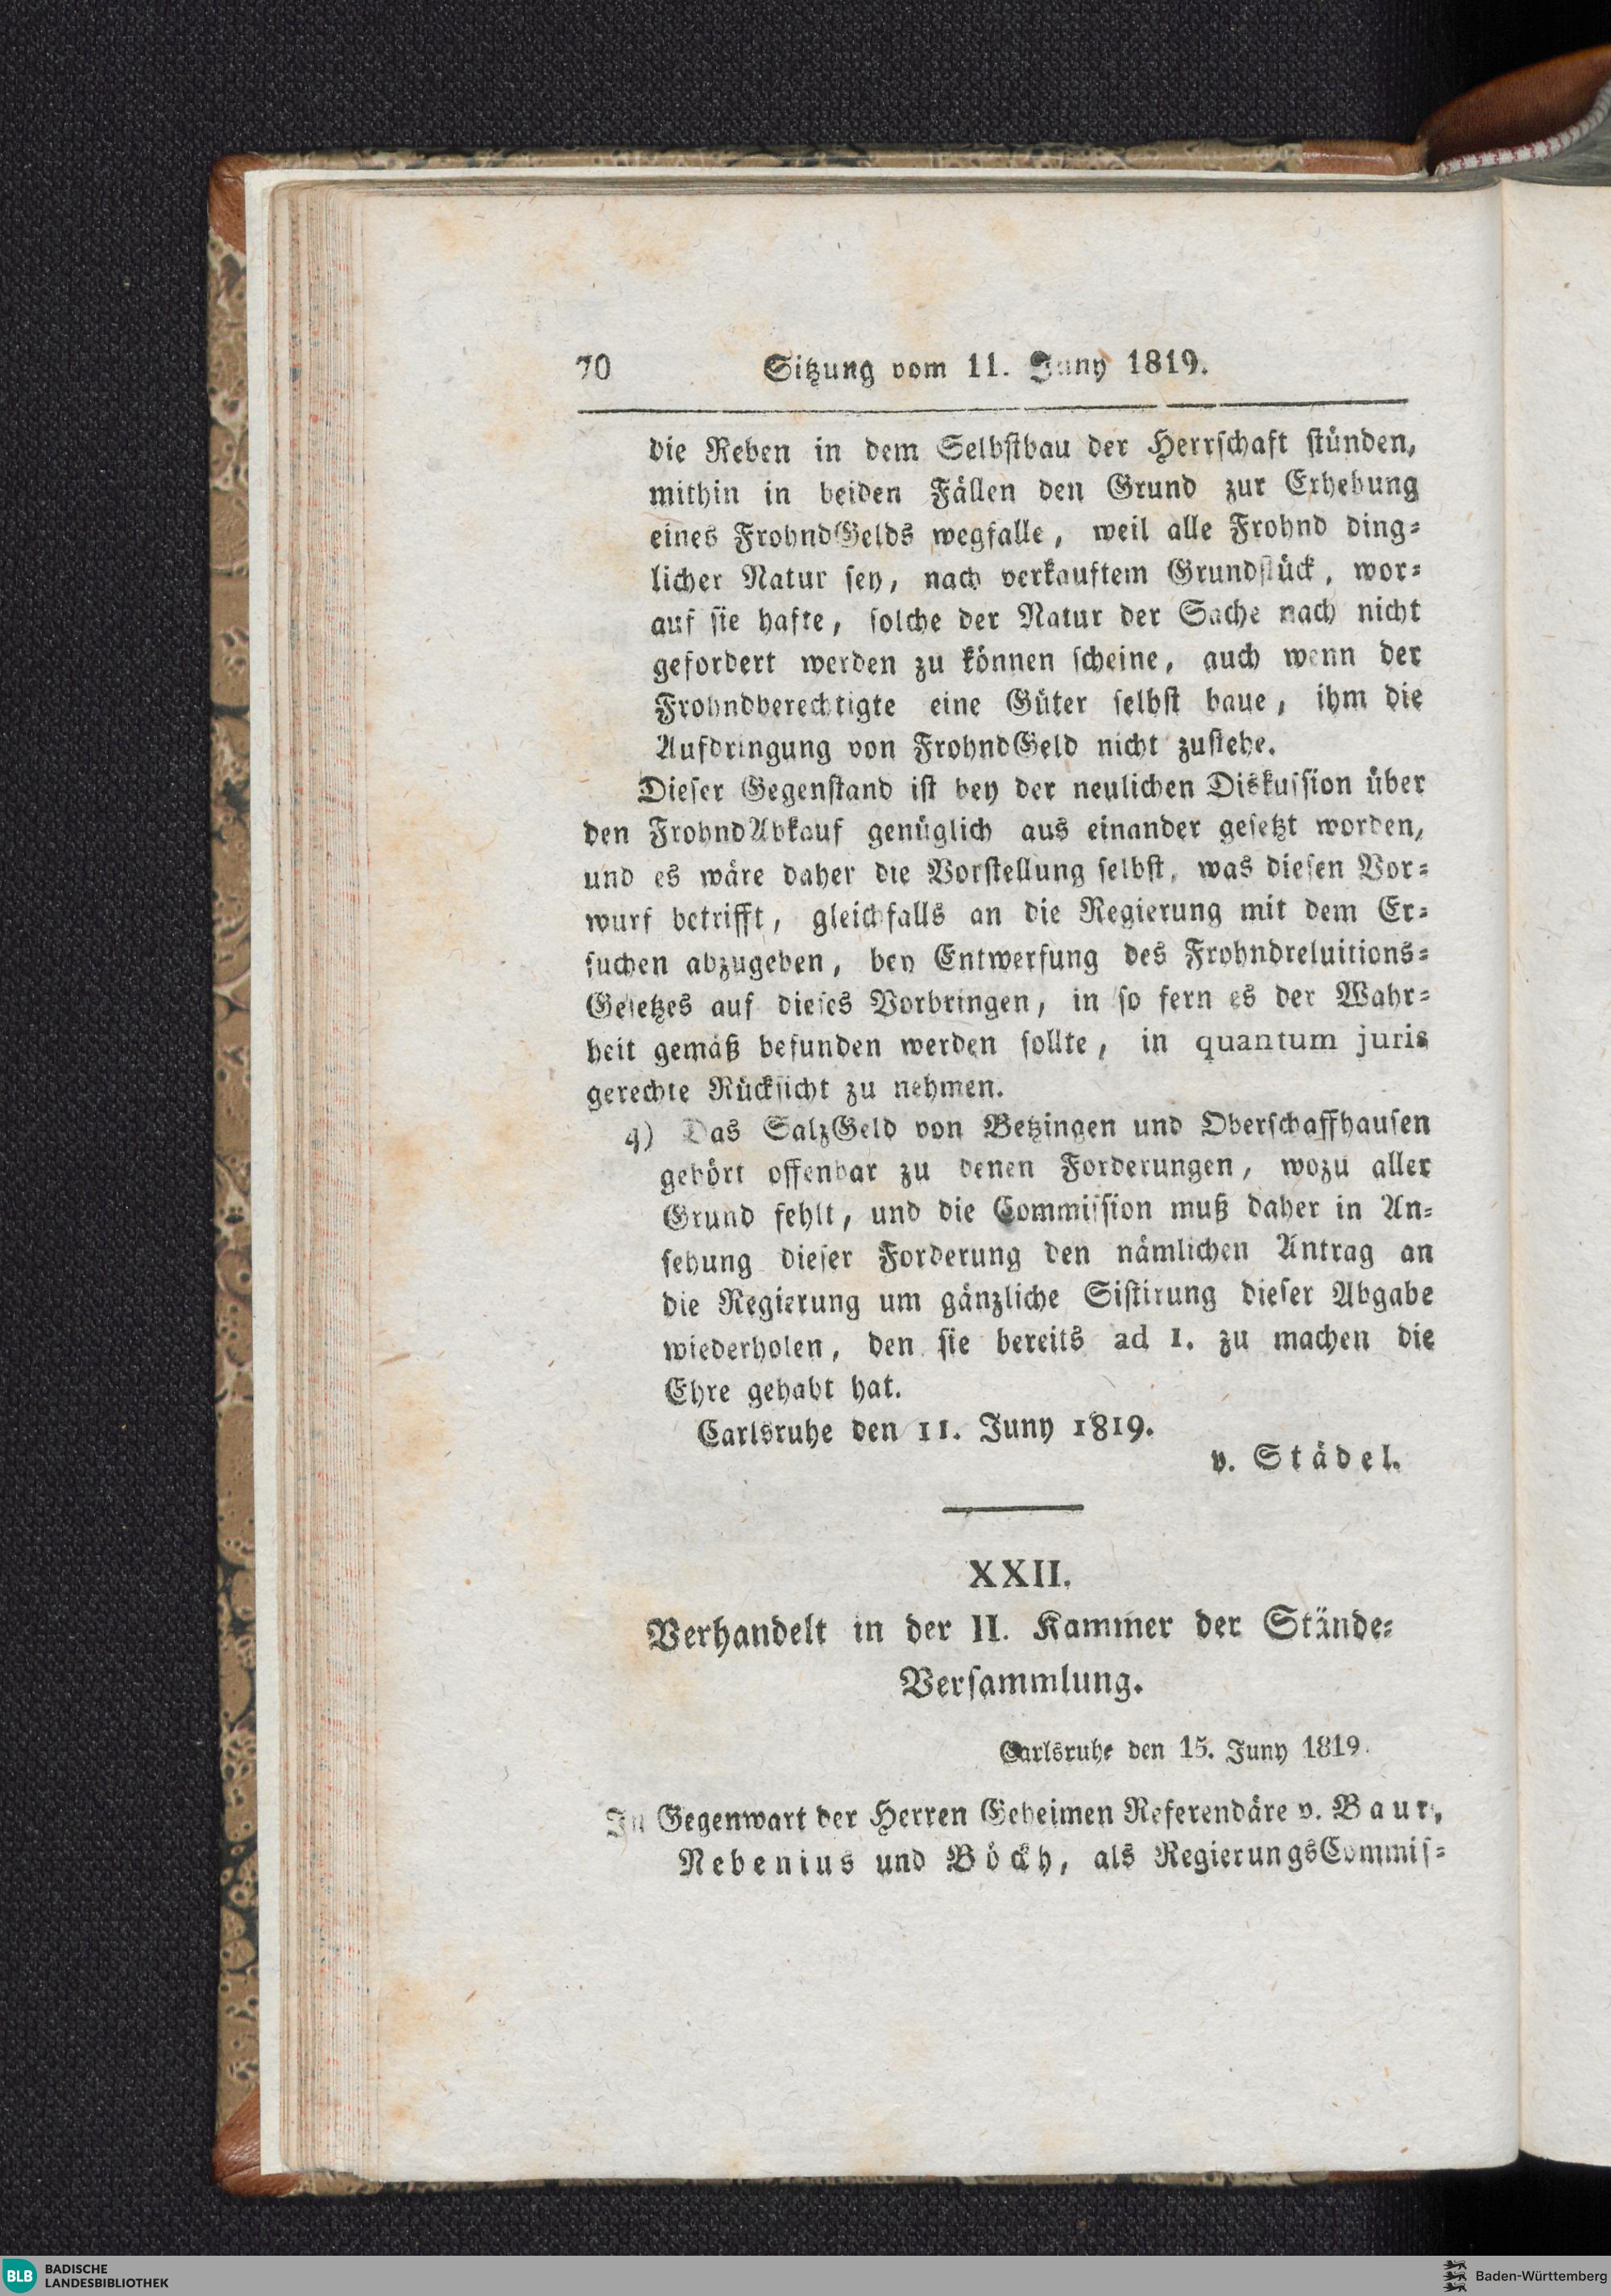 70 Sitzung vom 11. Juny 1819.
die Reben in dem Selbstbau der Herrschaft stünden,
mithin in beiden Fällen den Grund zur Erhebung
eines FrohndGelds wegfalle, weil alle Frohnd ding-
licher Natur sey, nach verkauftem Grundstück, wor-
auf sie hafte, solche der Natur der Sache nach nicht
gefordert werden zu können scheine, auch wenn der
Frohndberechtigte eine Güter selbst baue, ihm die
Aufdringung von FrohndGeld nicht zustehe.
Dieser Gegenstand ist bey der neulichen Diskussion über
den FrohndAbkauf genüglich aus einander gesetzt worden,
und es wäre daher die Vorstellung selbst, was diesen Vor-
wurf betrifft, gleichfalls an die Regierung mit dem Er-
suchen abzugeben, bey Entwerfung des Frohndreluitions-
Gesetzes auf dieses Vorbringen, in so fern es der Wahr-
heit gemäß befunden werden sollte, in quantum juris
gerechte Rücksicht zu nehmen.
4) Das SalzGeld von Betzingen und Oberschaffhausen
gehört offenbar zu denen Forderungen, wozu aller
Grund fehlt, und die Commission muß daher in An-
sehung dieser Forderung den nämlichen Antrag an
die Regierung um gänzliche Sistirung dieser Abgabe
wiederholen, den sie bereits ad 1. zu machen die
Ehre gehabt hat.
Carlsruhe den 11. Juny 1819.
v. Städel.
XXII.
Verhandelt in der II. Kammer der Stände-
Versammlung.
Carlsruhe den 15. Juny 1819.
In Gegenwart der Herren Geheimen Referendäre v. Baur,
Nebenius und Böckh, als RegierungsCommis-
BLB BADISCHE
LANDESBIBLIOTHEK
Baden-Württemberg